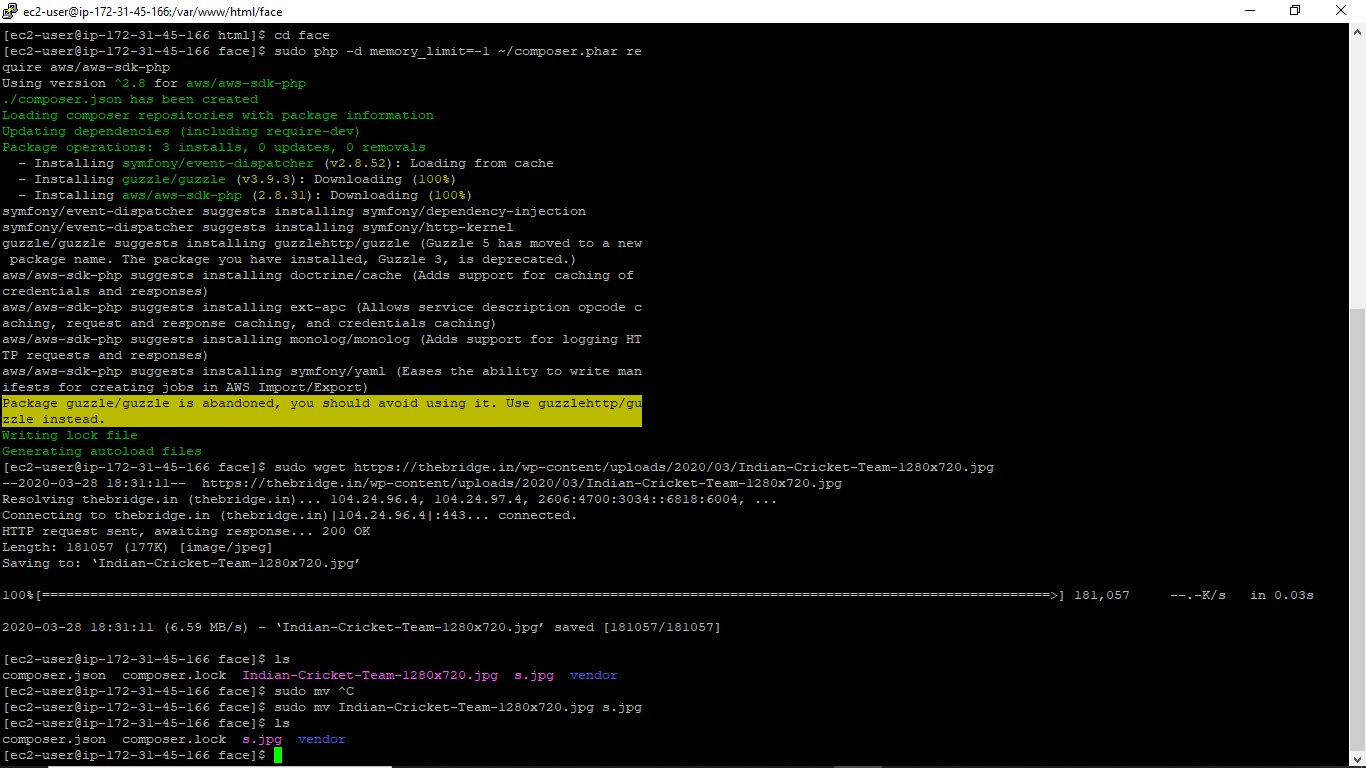 ec2-user@ip-172-31-45-166:/var/www/html/face
[ec2-user@ip-172-31-45-166 html]$ cd face
[ec2-user@ip-172-31-45-166 face]$ sudo php -d memory_limit=-1 ~/composer.phar re
quire aws/aws-sdk-php
Using version ^2.8 for aws/aws-sdk-php
./composer.json has been created
Loading composer repositories with package information
Updating dependencies (including require-dev)
Package operations: 3 installs, 0 updates, 0 removals
  - Installing symfony/event-dispatcher (v2.8.52): Loading from cache
  - Installing guzzle/guzzle (v3.9.3): Downloading (100%)
  - Installing aws/aws-sdk-php (2.8.31): Downloading (100%)
symfony/event-dispatcher suggests installing symfony/dependency-injection
symfony/event-dispatcher suggests installing symfony/http-kernel
guzzle/guzzle suggests installing guzzlehttp/guzzle (Guzzle 5 has moved to a new
 package name. The package you have installed, Guzzle 3, is deprecated.)
aws/aws-sdk-php suggests installing doctrine/cache (Adds support for caching of
credentials and responses)
aws/aws-sdk-php suggests installing ext-apc (Allows service description opcode c
aching, request and response caching, and credentials caching)
aws/aws-sdk-php suggests installing monolog/monolog (Adds support for logging HT
TP requests and responses)
aws/aws-sdk-php suggests installing symfony/yaml (Eases the ability to write man
ifests for creating jobs in AWS Import/Export)
Package guzzle/guzzle is abandoned, you should avoid using it. Use guzzlehttp/gu
zzle instead.
Writing lock file
Generating autoload files
[ec2-user@ip-172-31-45-166 face]$ sudo wget https://thebridge.in/wp-content/uploads/2020/03/Indian-Cricket-Team-1280x720.jpg
--2020-03-28 18:31:11--  https://thebridge.in/wp-content/uploads/2020/03/Indian-Cricket-Team-1280x720.jpg
Resolving thebridge.in (thebridge.in)... 104.24.96.4, 104.24.97.4, 2606:4700:3034::6818:6004, ...
Connecting to thebridge.in (thebridge.in)|104.24.96.4|:443... connected.
HTTP request sent, awaiting response... 200 OK
Length: 181057 (177K) [image/jpeg]
Saving to: ‘Indian-Cricket-Team-1280x720.jpg’
100%[==============================================================================================================================>] 181,057     --.-K/s   in 0.03s
2020-03-28 18:31:11 (6.59 MB/s) - ‘Indian-Cricket-Team-1280x720.jpg’ saved [181057/181057]
[ec2-user@ip-172-31-45-166 face]$ ls
composer.json  composer.lock  Indian-Cricket-Team-1280x720.jpg  s.jpg  vendor
[ec2-user@ip-172-31-45-166 face]$ sudo mv ^C
[ec2-user@ip-172-31-45-166 face]$ sudo mv Indian-Cricket-Team-1280x720.jpg s.jpg
[ec2-user@ip-172-31-45-166 face]$ ls
composer.json  composer.lock  s.jpg  vendor
[ec2-user@ip-172-31-45-166 face]$